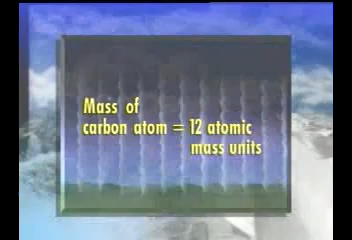 Mass of
carbon atom = 12 atomic
mass units